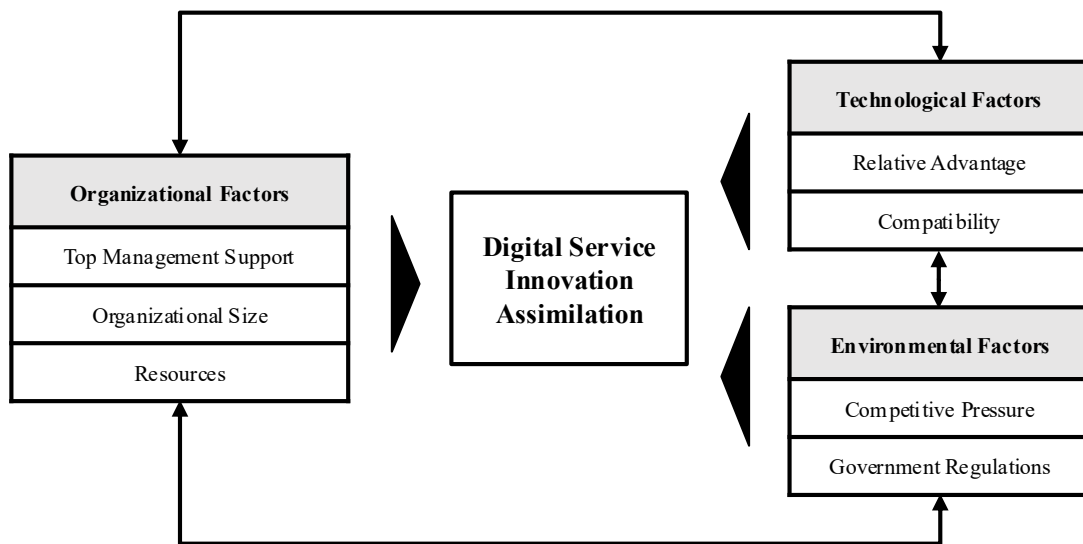 Organizational Factors
Top Management Support
Organizational Size
Resources
Digital Service
Innovation
Assimilation
Technological Factors
Relative Advantage
Compatibility
Environmental Factors
Competitive Pressure
Government Regulations